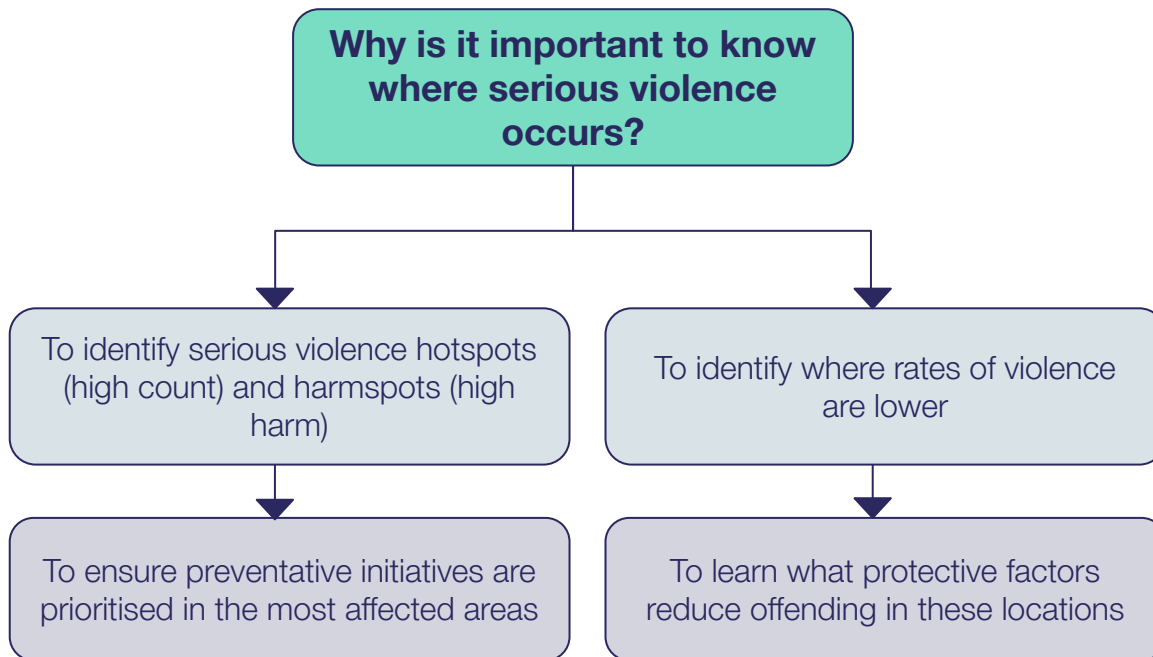 Why is it important to know
where serious violence
occurs?
To identify serious violence hotspots
(high count) and harmspots (high
harm)
To identify where rates of violence
are lower
To ensure preventative initiatives are
prioritised in the most affected areas
To learn what protective factors
reduce offending in these locations